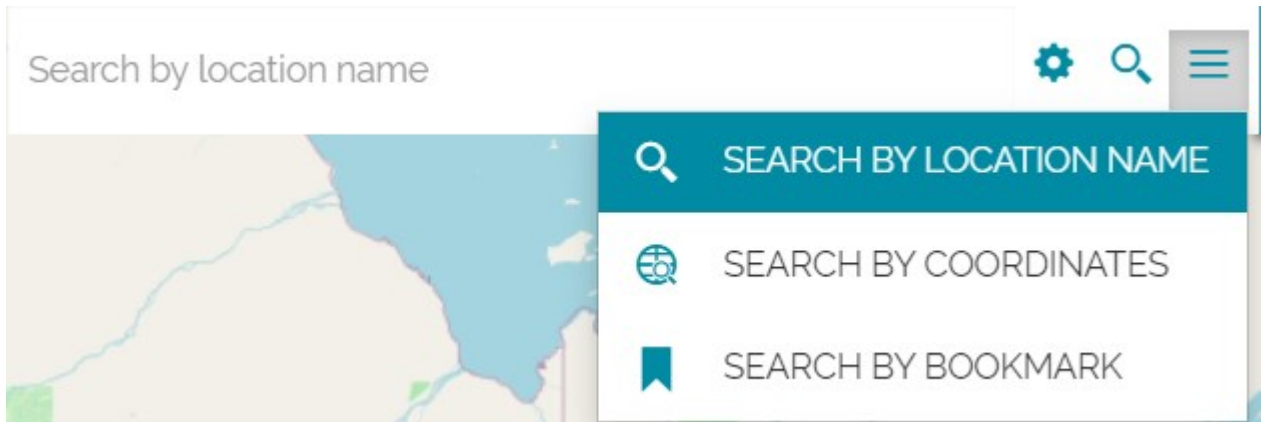 Search by location name
SEARCH BY LOCATION NAME
SEARCH BY COORDINATES
SEARCH BY BOOKMARK